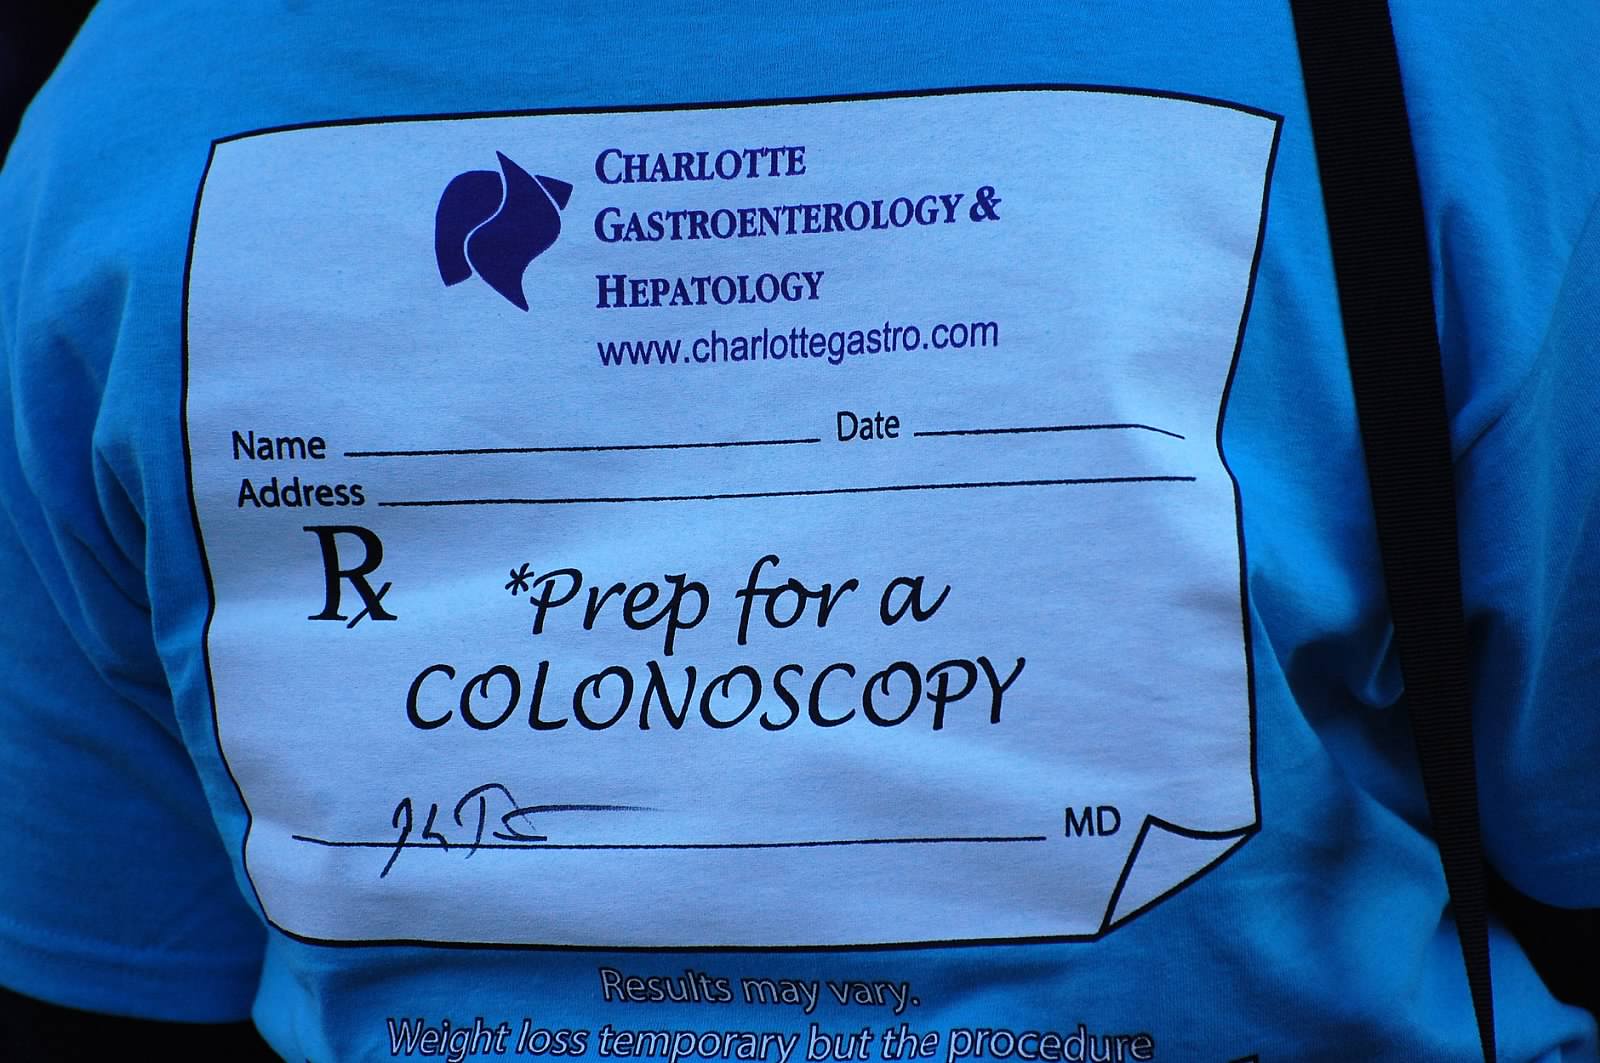 CHARLOTTE
GASTROENTEROLOGY &
HEPATOLOGY
www.charlottegastro.com
Name Date
Address
Rx *Prep for a
COLONOSCOPY
MD
Results may vary.
Weight loss temporary but the procedure